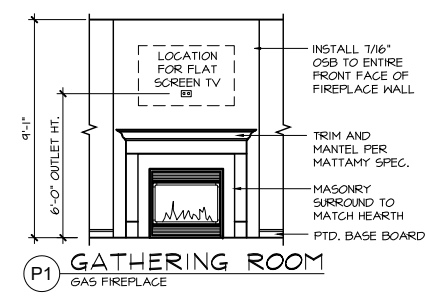 LOCATION
FOR FLAT
SCREEN TV
INSTALL 7/16"
OSB TO ENTIRE
FRONT FACE OF
FIREPLACE WALL
9'-1"
6'-0" OUTLET HT.
TRIM AND
MANTEL PER
MATTAMY SPEC.
MASONRY
SURROUND TO
MATCH HEARTH
PTD. BASE BOARD
P1 GATHERING ROOM
GAS FIREPLACE